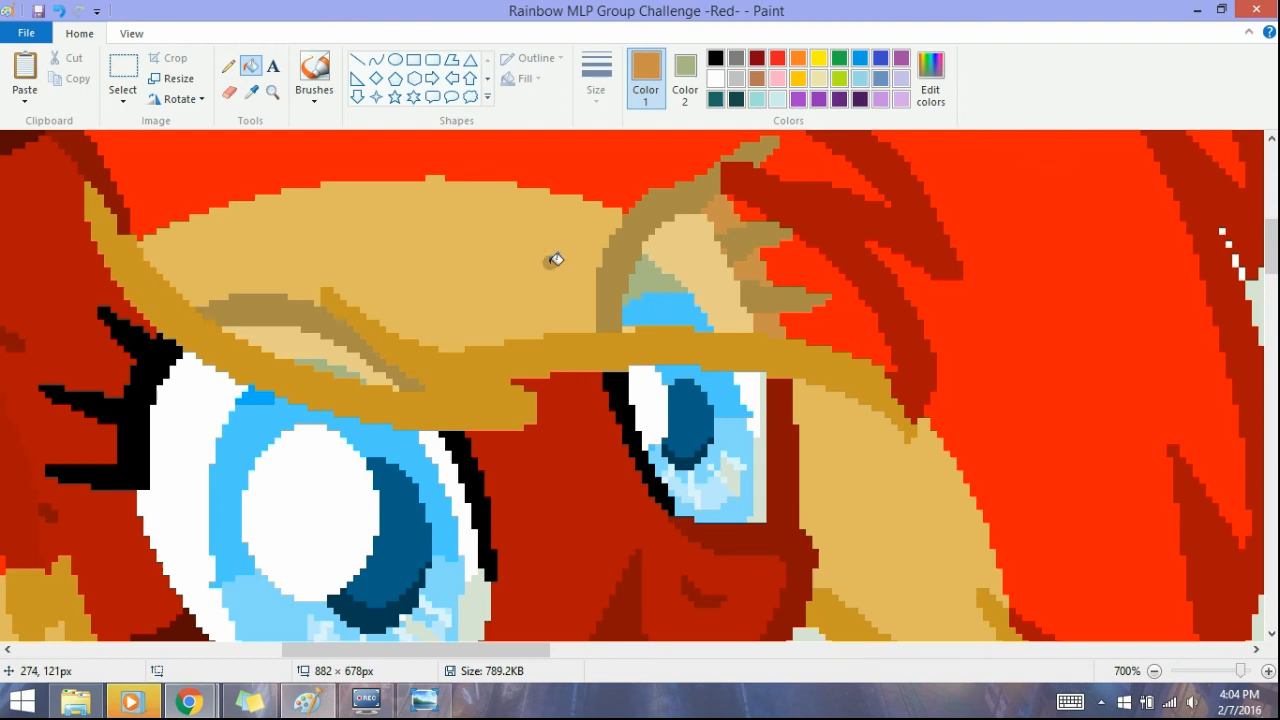 Rainbow MLP Group Challenge -Red- - Paint
File Home View
Paste
Cut
Copy
Clipboard
Select
Crop
Resize
Rotate
Image
A
Tools
Brushes
Outline
Fill
Shapes
Size
Color 1
Color 2
Edit colors
Colors
274, 121px
882 × 678px
Size: 789.2KB
700%
REC
4:04 PM
2/7/2016